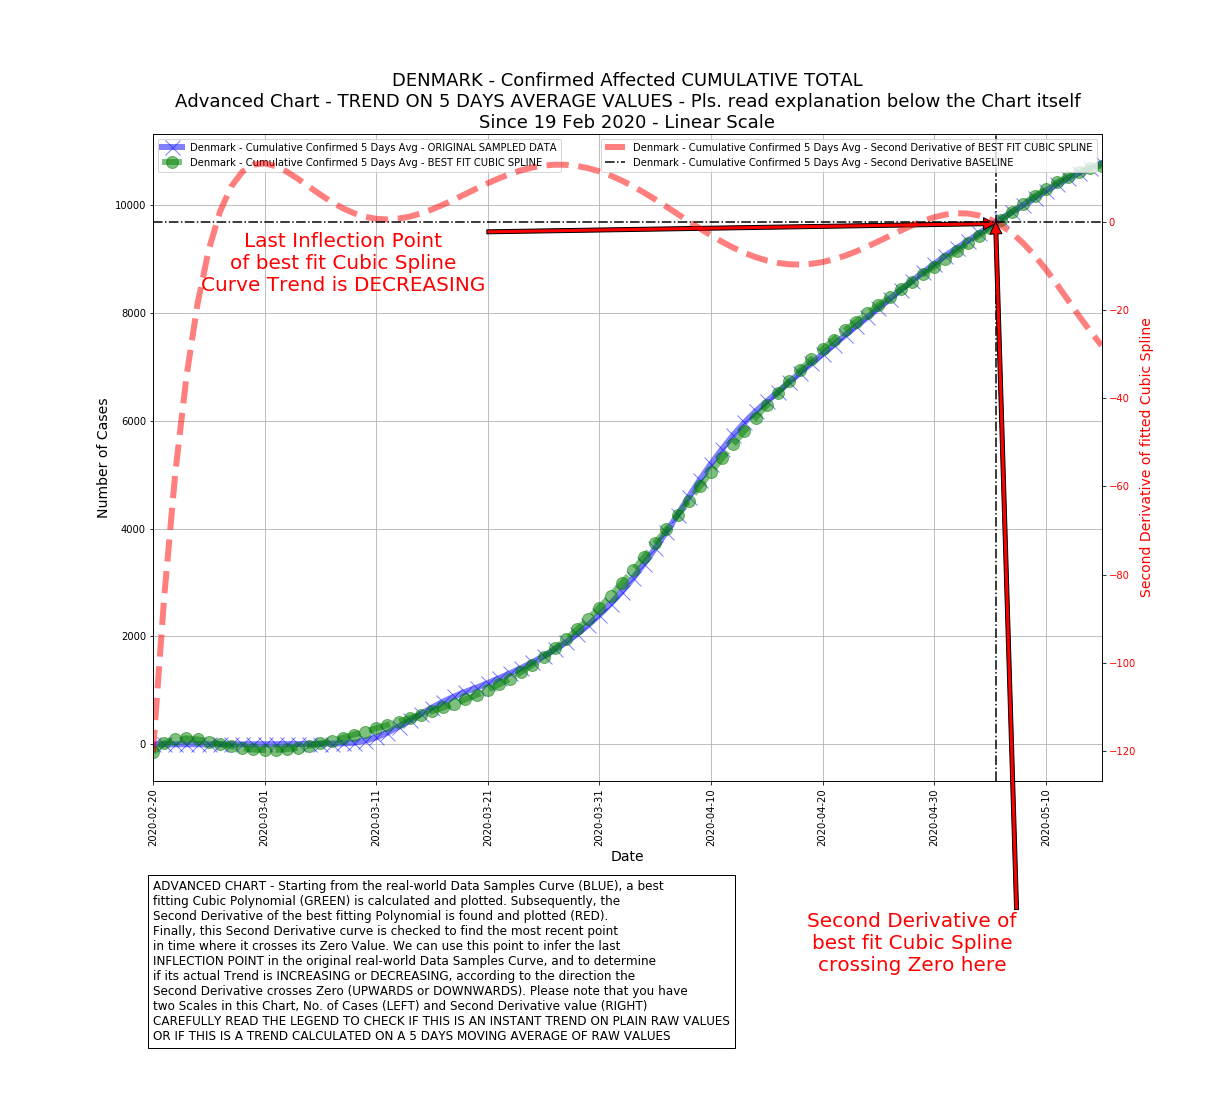 DENMARK - Confirmed Affected CUMULATIVE TOTAL
Advanced Chart - TREND ON 5 DAYS AVERAGE VALUES - Pls. read explanation below the Chart itself
Since 19 Feb 2020 - Linear Scale
Denmark - Cumulative Confirmed 5 Days Avg - ORIGINAL SAMPLED DATA
Denmark - Cumulative Confirmed 5 Days Avg - BEST FIT CUBIC SPLINE
Denmark - Cumulative Confirmed 5 Days Avg - Second Derivative of BEST FIT CUBIC SPLINE
Denmark - Cumulative Confirmed 5 Days Avg - Second Derivative BASELINE
Last Inflection Point
of best fit Cubic Spline
Curve Trend is DECREASING
Number of Cases
10000
8000
6000
4000
2000
0
0
−20
−40
−60
−80
−100
−120
Second Derivative of fitted Cubic Spline
2020-02-20
2020-03-01
2020-03-11
2020-03-21
2020-03-31
2020-04-10
2020-04-20
2020-04-30
2020-05-10
Date
ADVANCED CHART - Starting from the real-world Data Samples Curve (BLUE), a best
fitting Cubic Polynomial (GREEN) is calculated and plotted. Subsequently, the
Second Derivative of the best fitting Polynomial is found and plotted (RED).
Finally, this Second Derivative curve is checked to find the most recent point
in time where it crosses its Zero Value. We can use this point to infer the last
INFLECTION POINT in the original real-world Data Samples Curve, and to determine
if its actual Trend is INCREASING or DECREASING, according to the direction the
Second Derivative crosses Zero (UPWARDS or DOWNWARDS). Please note that you have
two Scales in this Chart, No. of Cases (LEFT) and Second Derivative value (RIGHT)
CAREFULLY READ THE LEGEND TO CHECK IF THIS IS AN INSTANT TREND ON PLAIN RAW VALUES
OR IF THIS IS A TREND CALCULATED ON A 5 DAYS MOVING AVERAGE OF RAW VALUES
Second Derivative of
best fit Cubic Spline
crossing Zero here